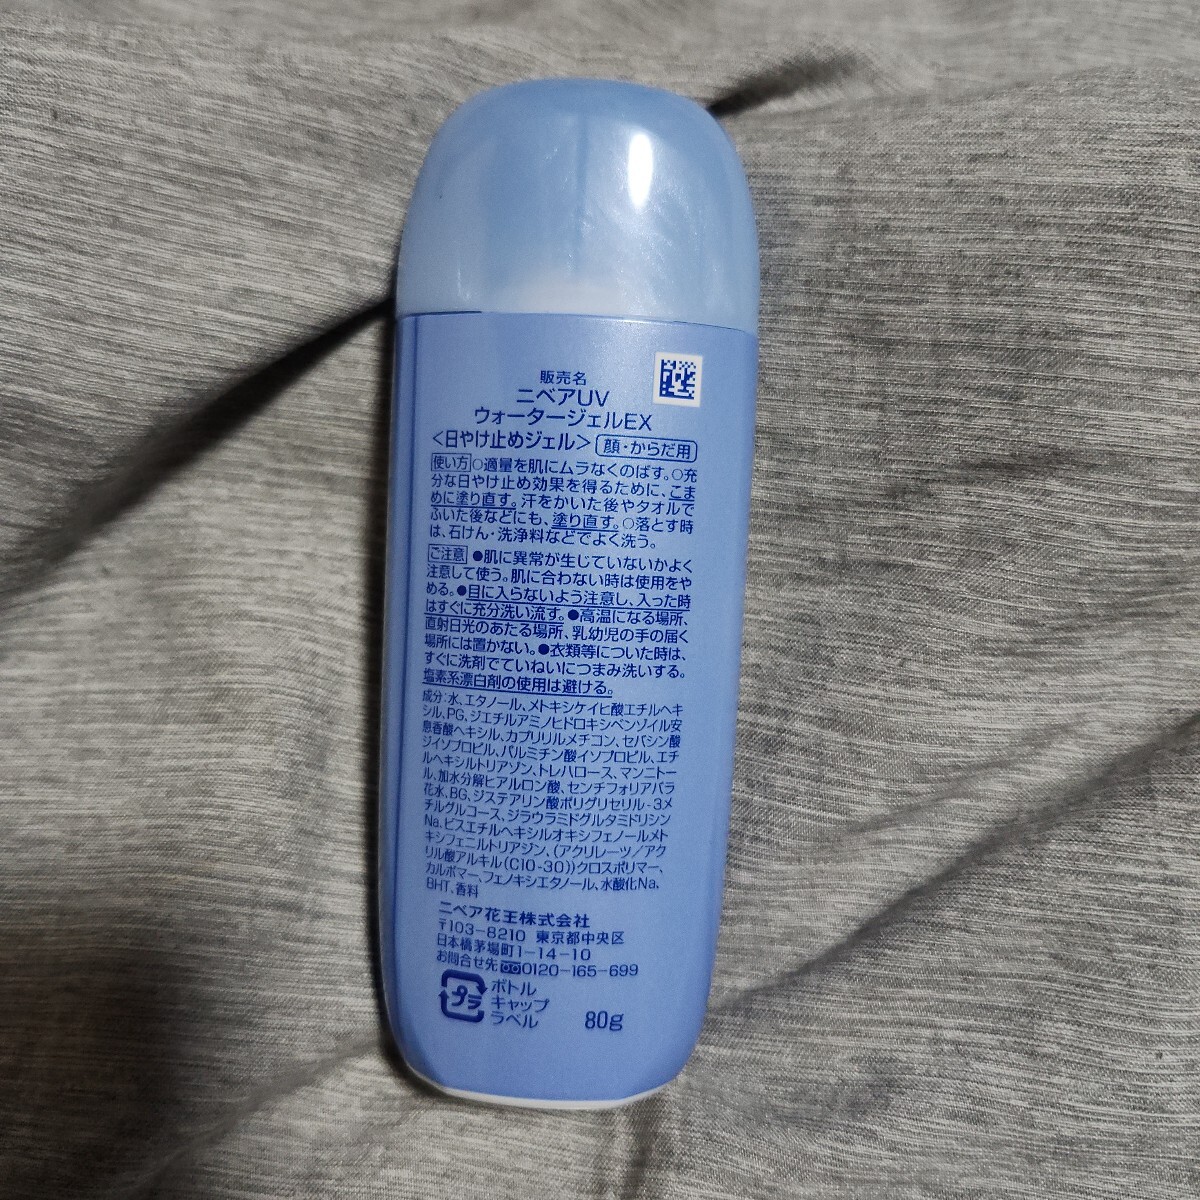 販売名
ニベアUV
ウォータージェルEX
<日やけ止めジェル> 顔・からだ用
使い方 ○適量を肌にムラなくのばす。○充
分な日やけ止め効果を得るために、こま
めに塗り直す。汗をかいた後やタオルで
ふいた後などにも、塗り直す。○落とす時
は、石けん・洗浄料などでよく洗う。
ご注意 ●肌に異常が生じていないかよく
注意して使う。肌に合わない時は使用をや
める。●目に入らないよう注意し、入った時
はすぐに充分洗い流す。●高温になる場所、
直射日光のあたる場所、乳幼児の手の届く
場所には置かない。●衣類等についた時は、
すぐに洗剤でていねいにつまみ洗いする。
塩素系漂白剤の使用は避ける。
成分:水、エタノール、メトキシケイヒ酸エチルヘキ
シル、PG、ジエチルアミノヒドロキシベンゾイル安
息香酸ヘキシル、カプリリルメチコン、セバシン酸
ジイソプロピル、パルミチン酸イソプロピル、エチ
ルヘキシルトリアゾン、トレハロース、マンニトー
ル、加水分解ヒアルロン酸、センチフォリアバラ
花水、BG、ジステアリン酸ポリグリセリル-3メ
チルグルコース、ジラウラミドグルタミドリシン
Na、ビスエチルヘキシルオキシフェノールメト
キシフェニルトリアジン、(アクリレーツ/アク
リル酸アルキル(C10-30))クロスポリマー、
カルボマー、フェノキシエタノール、水酸化Na、
BHT、香料
ニベア花王株式会社
〒103-8210 東京都中央区
日本橋茅場町1-14-10
お問合せ先 0120-165-699
プラ ボトル
キャップ
ラベル 80g